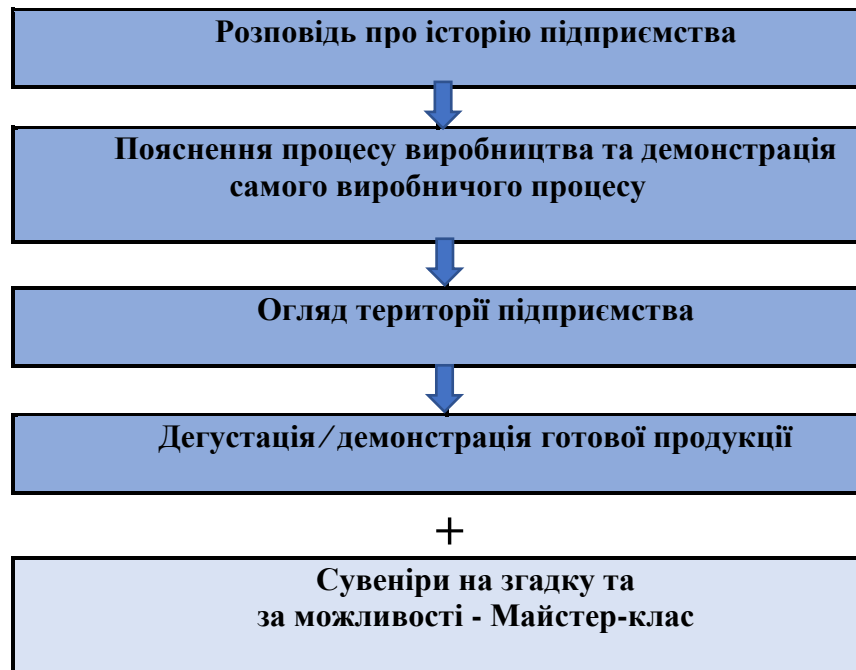 Розповідь про історію підприємства
Пояснення процесу виробництва та демонстрація
самого виробничого процесу
Огляд території підприємства
Дегустація/демонстрація готової продукції
+
Сувеніри на згадку та
за можливості - Майстер-клас